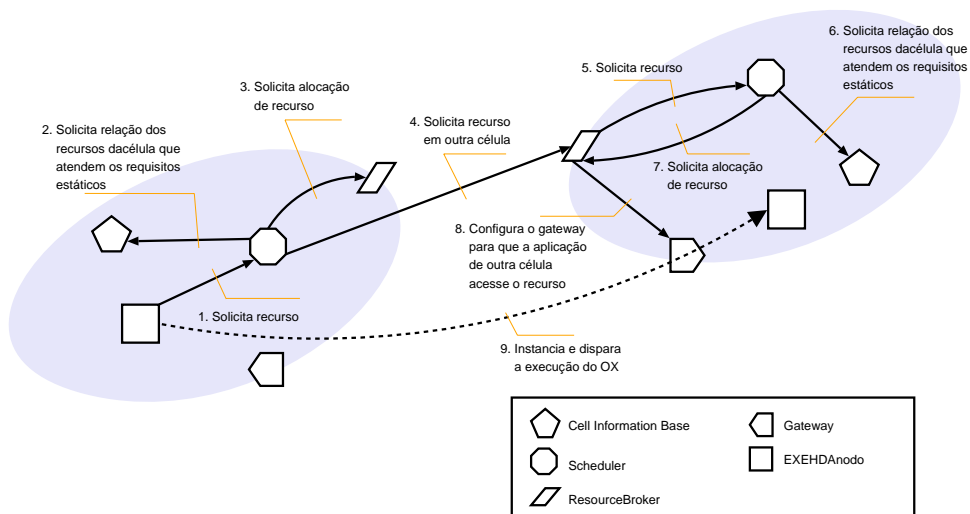 6. Solicita relação dos
recursos dacélula que
atendem os requisitos
estáticos
5. Solicita recurso
3. Solicita alocação
de recurso
4. Solicita recurso
em outra célula
2. Solicita relação dos
recursos dacélula que
atendem os requisitos
estáticos
7. Solicita alocação
de recurso
8. Configura o gateway
para que a aplicação
de outra célula
acesse o recurso
1. Solicita recurso
9. Instancia e dispara
a execução do OX
Cell Information Base
Gateway
Scheduler
EXEHDAnodo
ResourceBroker